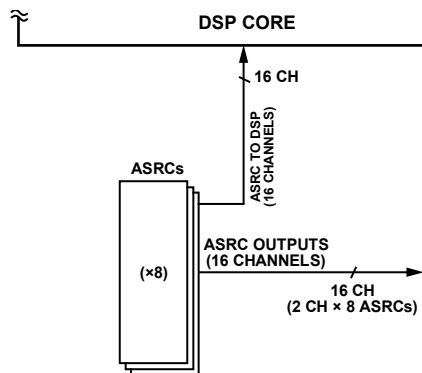 DSP CORE
16 CH
ASRC TO DSP
(16 CHANNELS)
ASRCs
(×8)
ASRC OUTPUTS
(16 CHANNELS)
16 CH
(2 CH × 8 ASRCs)